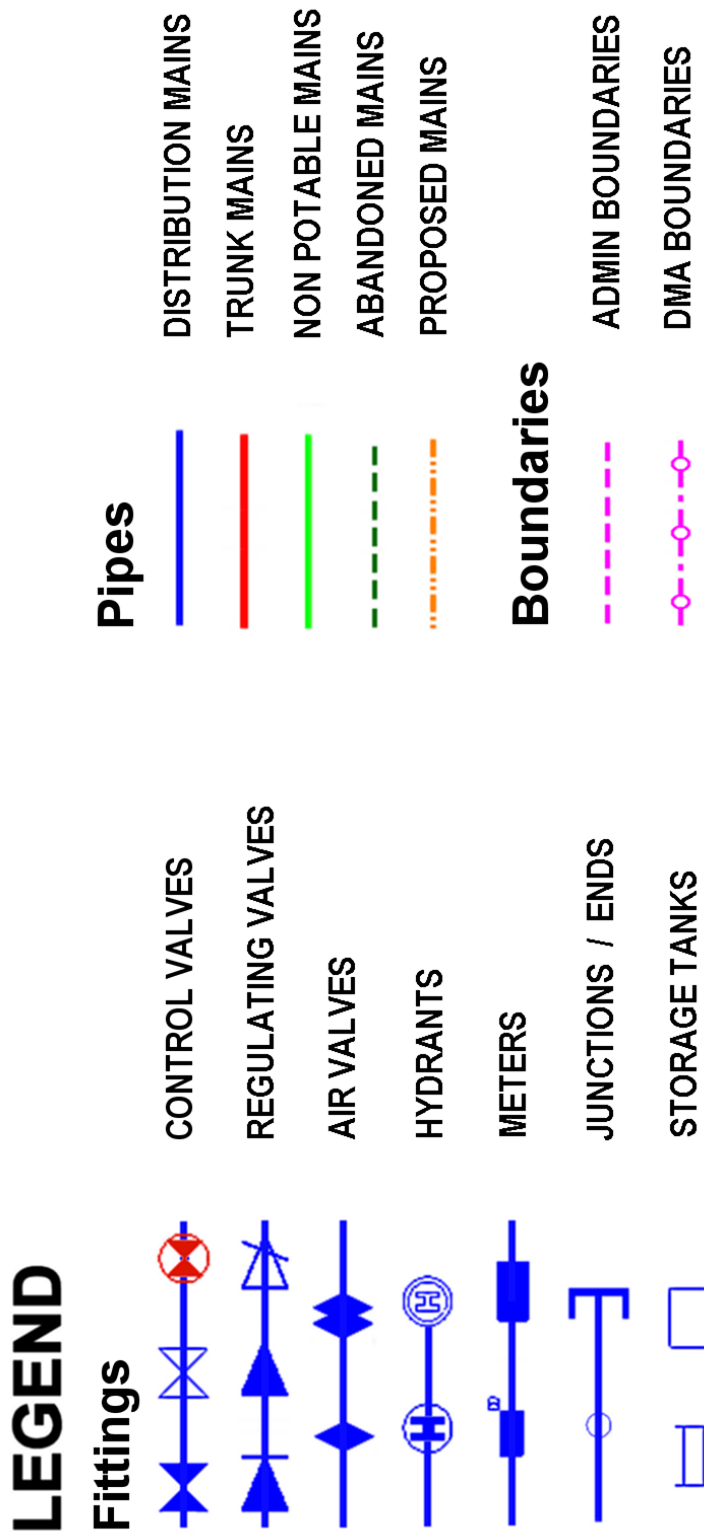 LEGEND
Fittings
CONTROL VALVES
REGULATING VALVES
AIR VALVES
H H
HYDRANTS
B
METERS
JUNCTIONS / ENDS
STORAGE TANKS
Pipes
DISTRIBUTION MAINS
TRUNK MAINS
NON POTABLE MAINS
ABANDONED MAINS
PROPOSED MAINS
Boundaries
ADMIN BOUNDARIES
DMA BOUNDARIES